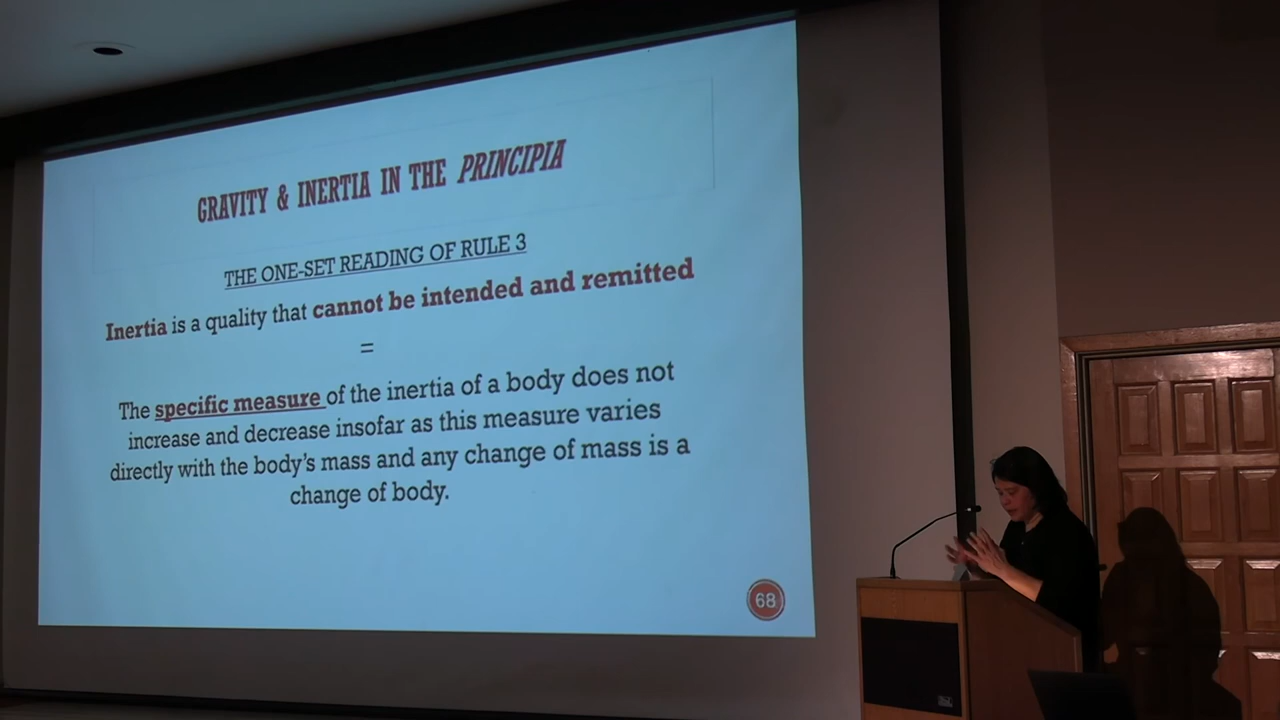 GRAVITY & INERTIA IN THE PRINCIPIA
THE ONE-SET READING OF RULE 3
Inertia is a quality that cannot be intended and remitted
=
The specific measure of the inertia of a body does not
increase and decrease insofar as this measure varies
directly with the body's mass and any change of mass is a
change of body.
68